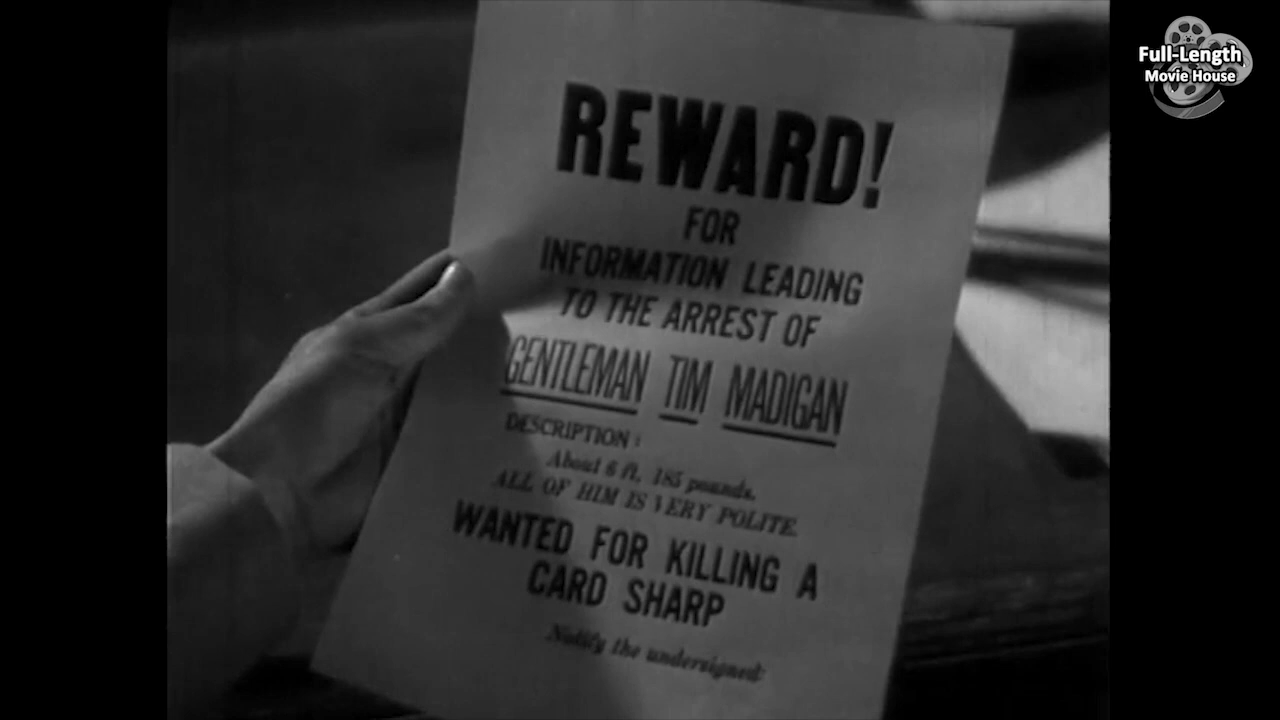 REWARD!
FOR
INFORMATION LEADING
TO THE ARREST OF
GENTLEMAN TIM MADIGAN
DESCRIPTION:
About 6 ft, 185 pounds.
ALL OF HIM IS VERY POLITE.
WANTED FOR KILLING A
CARD SHARP
Notify the undersigned:
Full-Length
Movie House